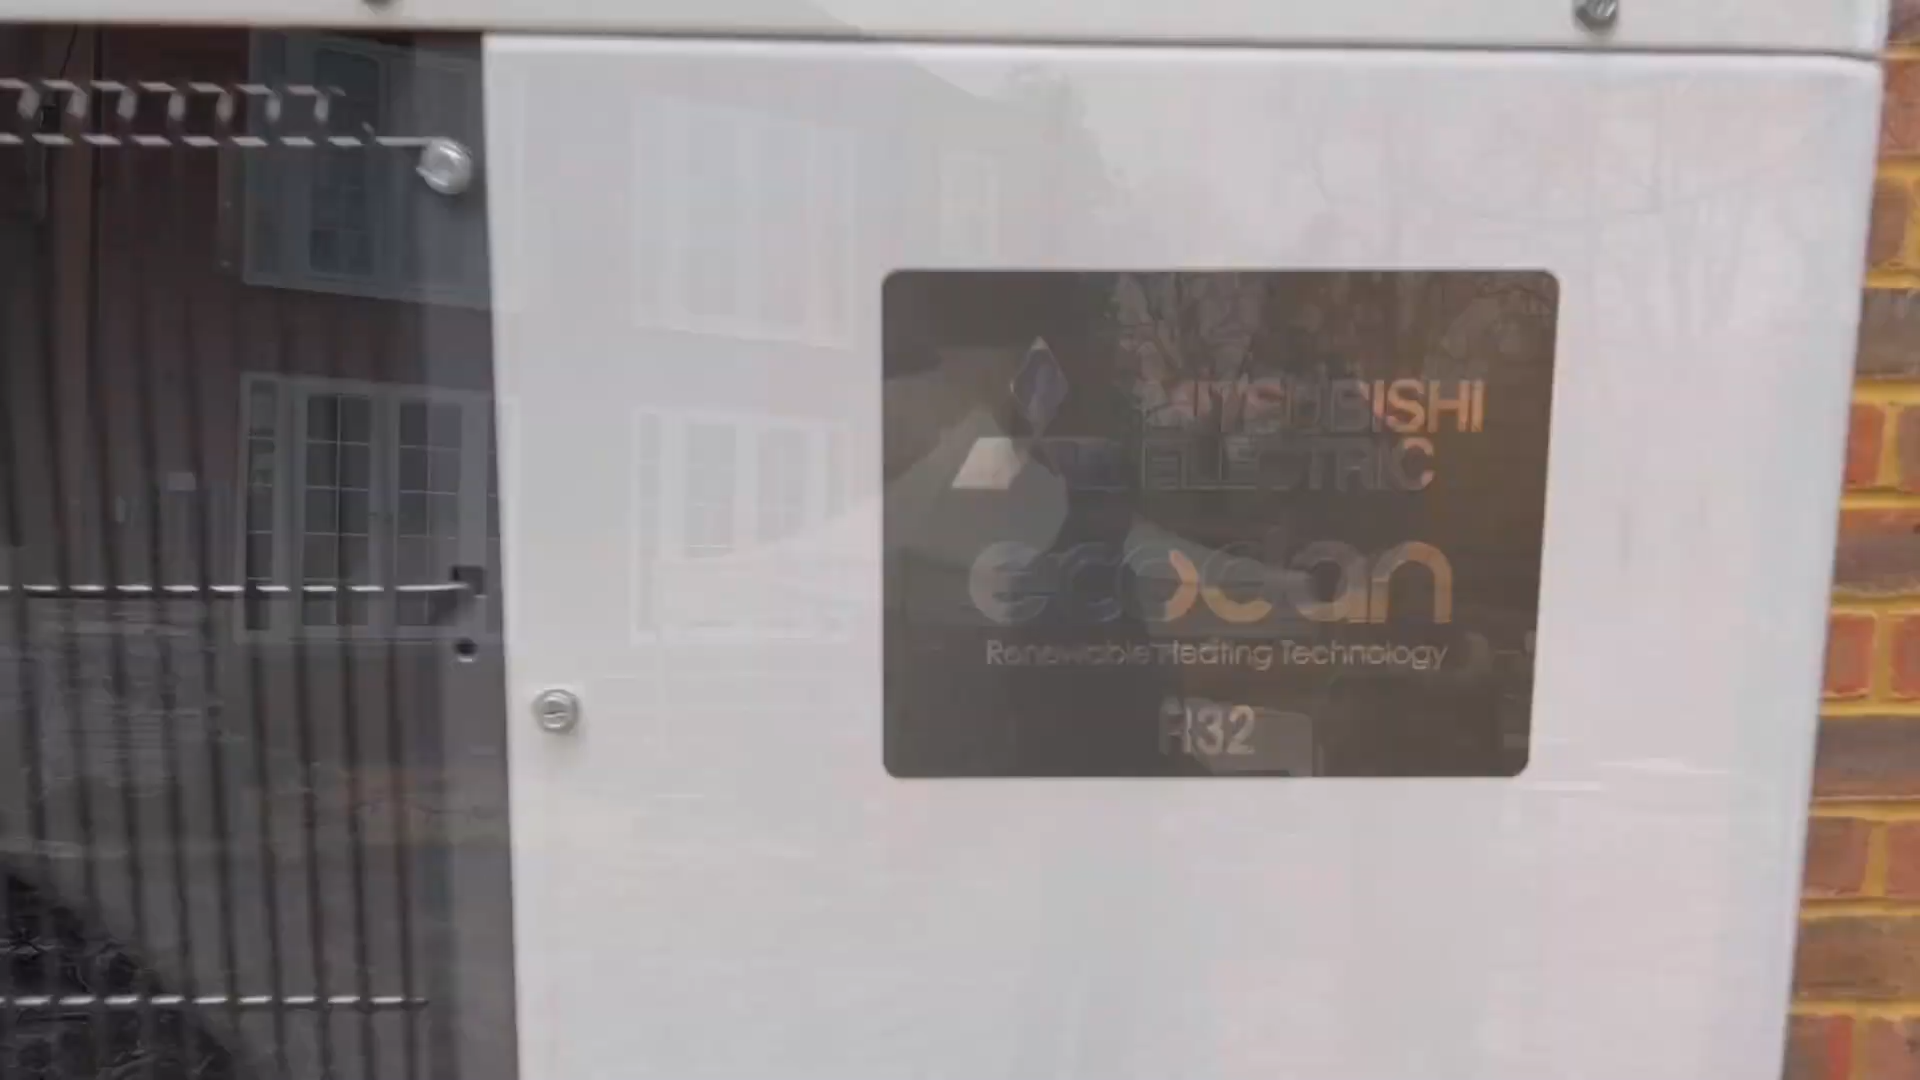 MITSUBISHI
ELECTRIC
ecodan
Renewable Heating Technology
R32